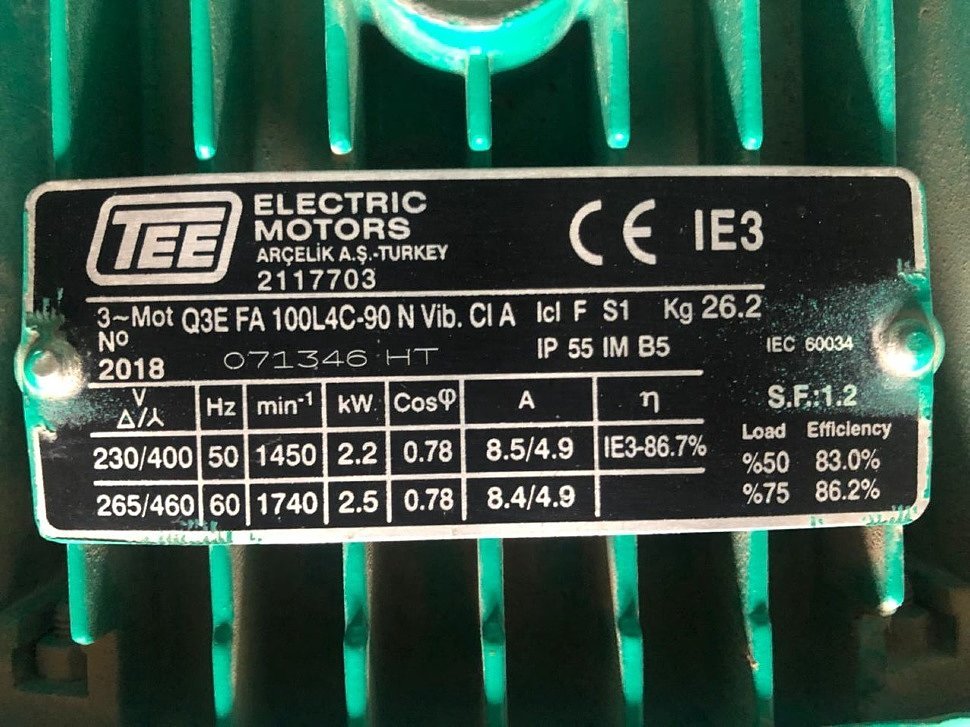 TEE
ELECTRIC
MOTORS
ARÇELİK A.Ş.-TURKEY
2117703
CE IE3
3~Mot Q3E FA 100L4C-90 N Vib. Cl A Icl F S1 Kg 26.2
Nº
2018 071346 HT IP 55 IM B5 IEC 60034
V
Δ/⅄ Hz min⁻¹ kW Cosφ A η S.F.:1.2
230/400 50 1450 2.2 0.78 8.5/4.9 IE3-86.7%
265/460 60 1740 2.5 0.78 8.4/4.9
Load Efficiency
%50 83.0%
%75 86.2%